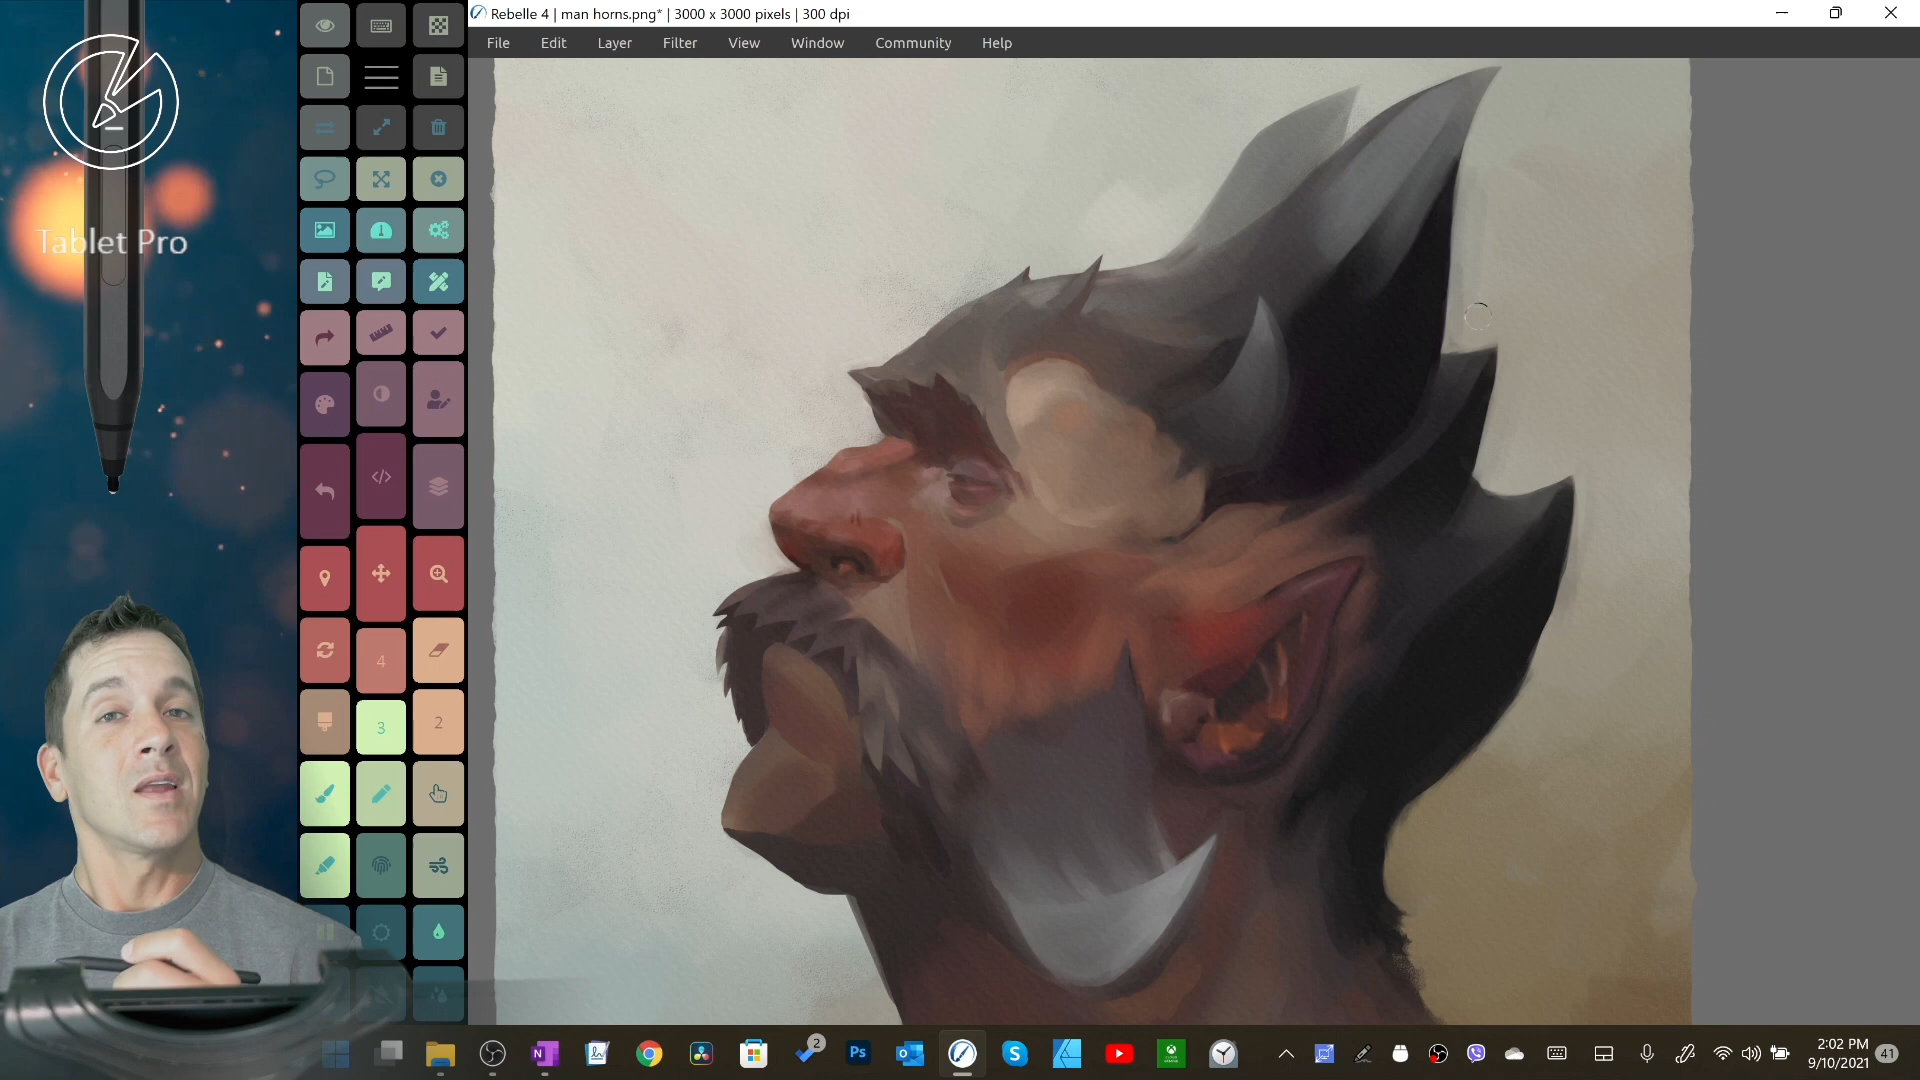 Rebelle 4 | man horns.png* | 3000 x 3000 pixels | 300 dpi
File Edit Layer Filter View Window Community Help
Tablet Pro
4
3
2
2
Ps
N
2:02 PM
9/10/2021
41